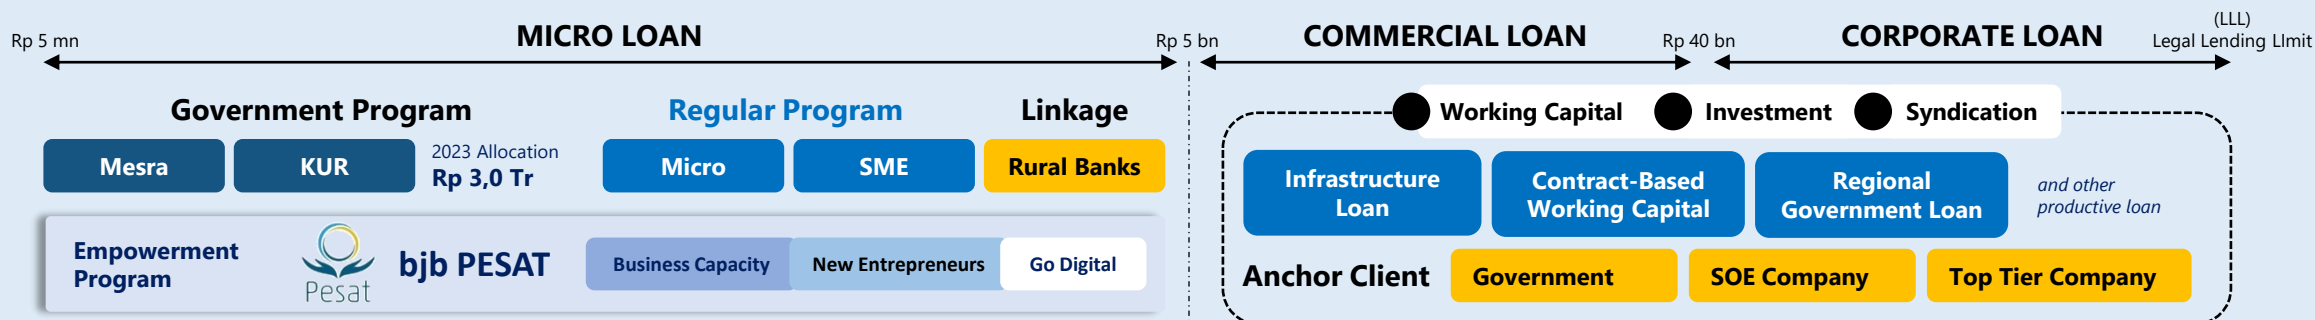 Rp 5 mn
MICRO LOAN
Rp 5 bn
COMMERCIAL LOAN
Rp 40 bn
CORPORATE LOAN
(LLL)
Legal Lending LImit
Government Program
Regular Program
Linkage
Mesra
KUR
2023 Allocation
Rp 3,0 Tr
Micro
SME
Rural Banks
Empowerment
Program
Pesat
bjb PESAT
Business Capacity
New Entrepreneurs
Go Digital
Working Capital
Investment
Syndication
Infrastructure
Loan
Contract-Based
Working Capital
Regional
Government Loan
and other
productive loan
Anchor Client
Government
SOE Company
Top Tier Company